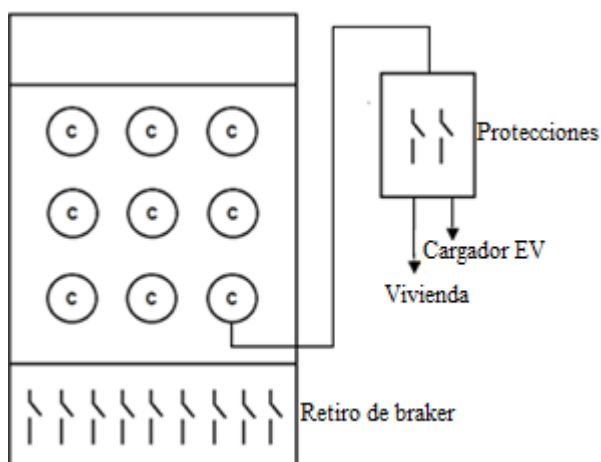 C C C
Protecciones
C C C
Cargador EV
Vivienda
C C C
Retiro de braker